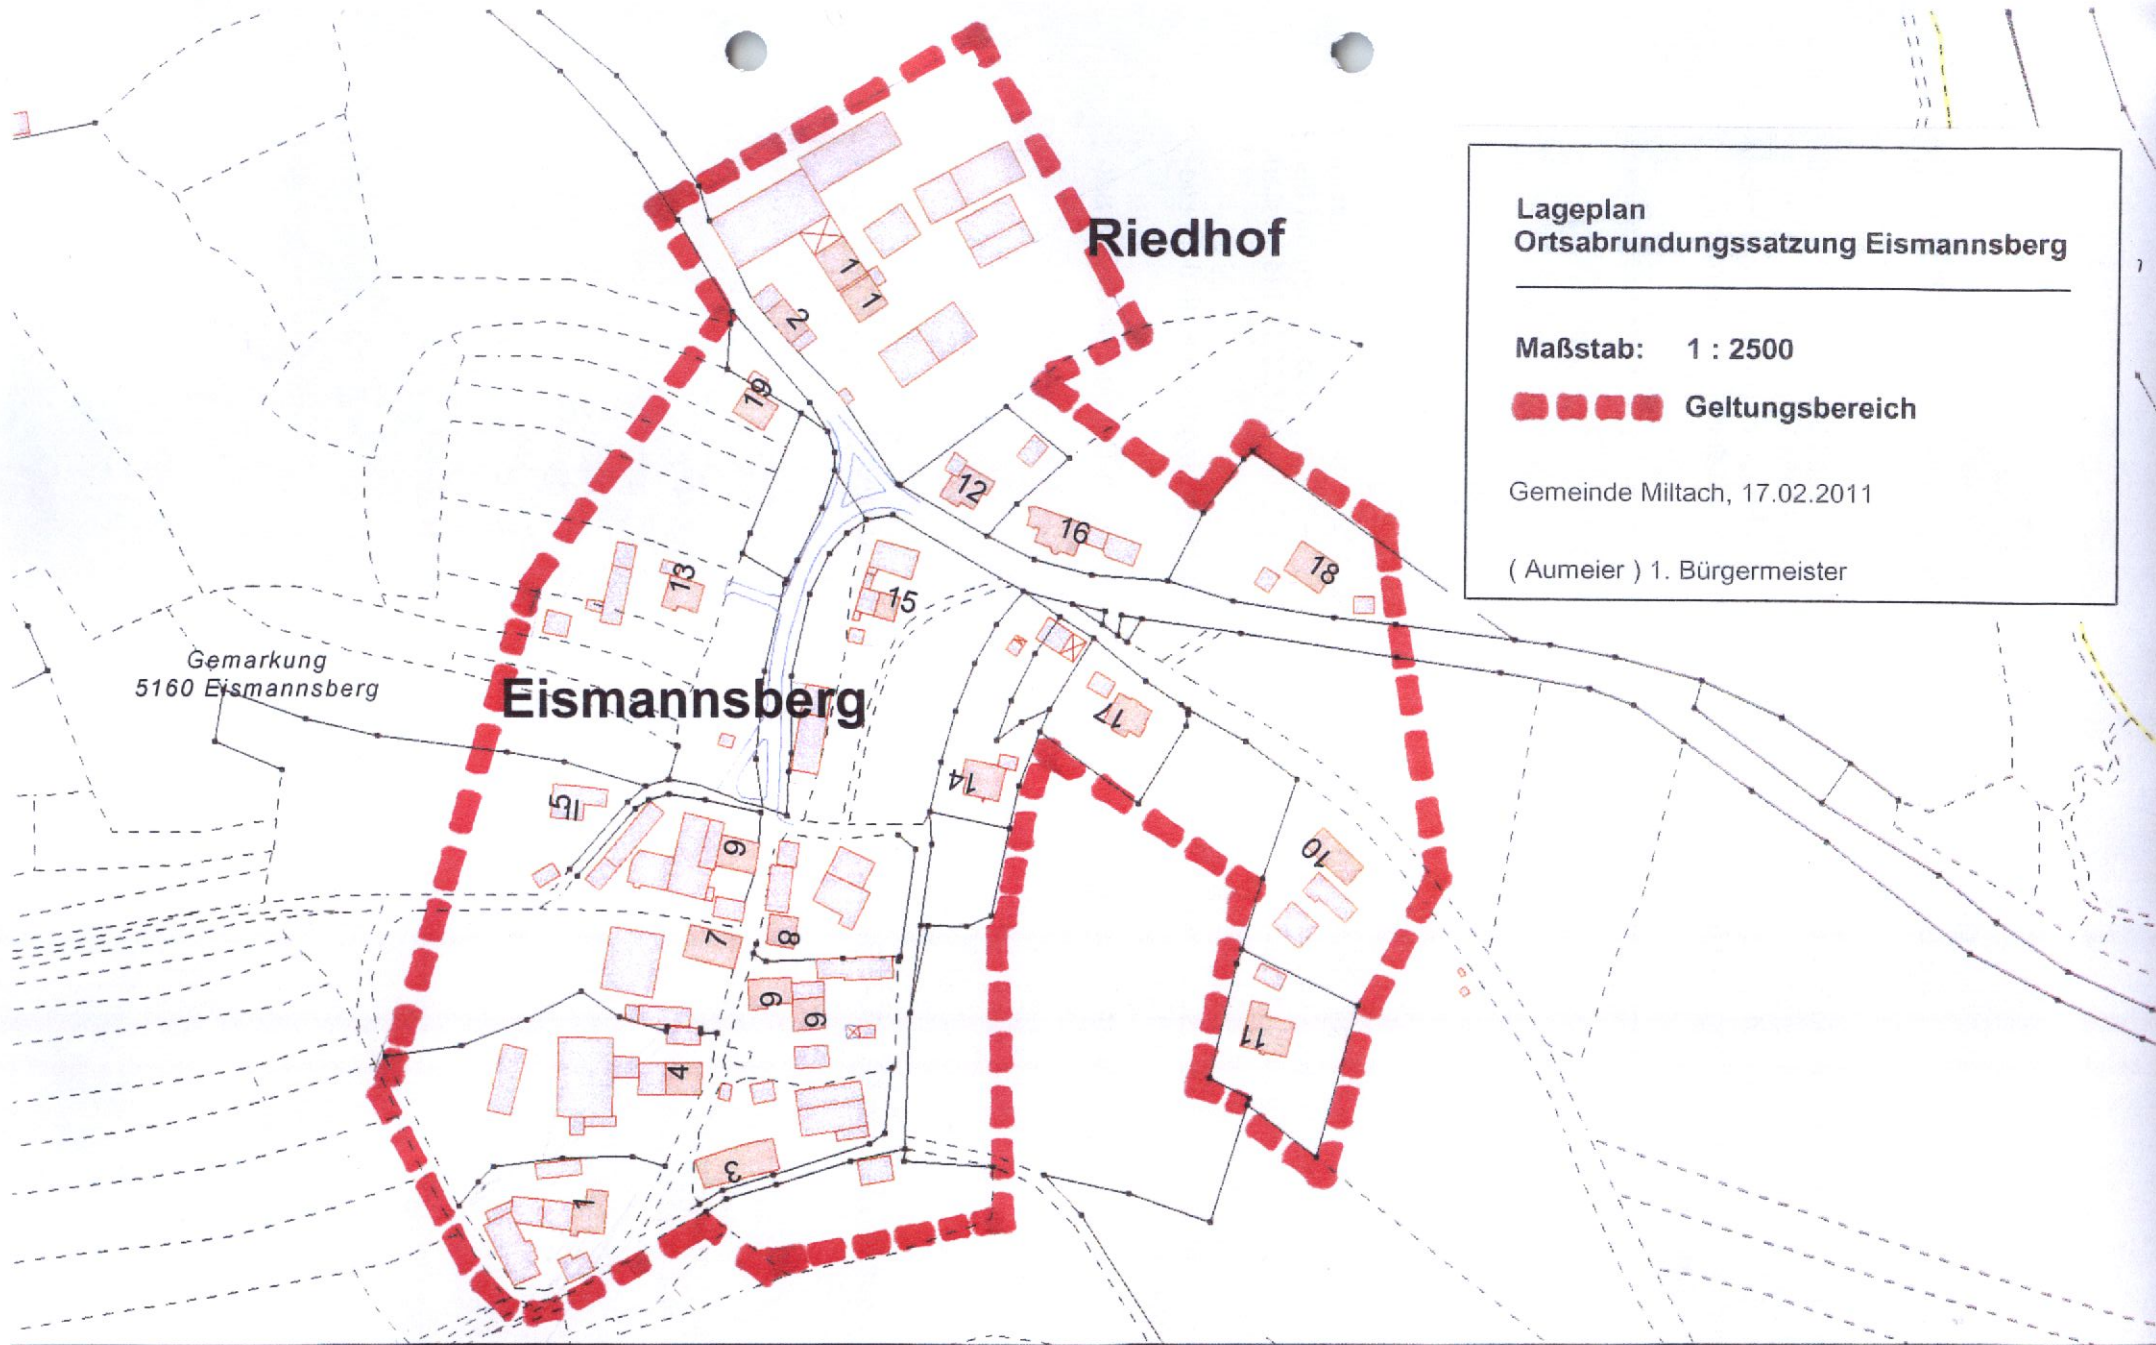 Riedhof
Lageplan
Ortsabrundungssatzung Eismannsberg
Maßstab: 1 : 2500
Geltungsbereich
Gemeinde Miltach, 17.02.2011
( Aumeier ) 1. Bürgermeister
1
1
2
19
12
16
18
13
15
Gemarkung
5160 Eismannsberg
Eismannsberg
17
14
5
10
9
7
8
9
9
11
4
3
1